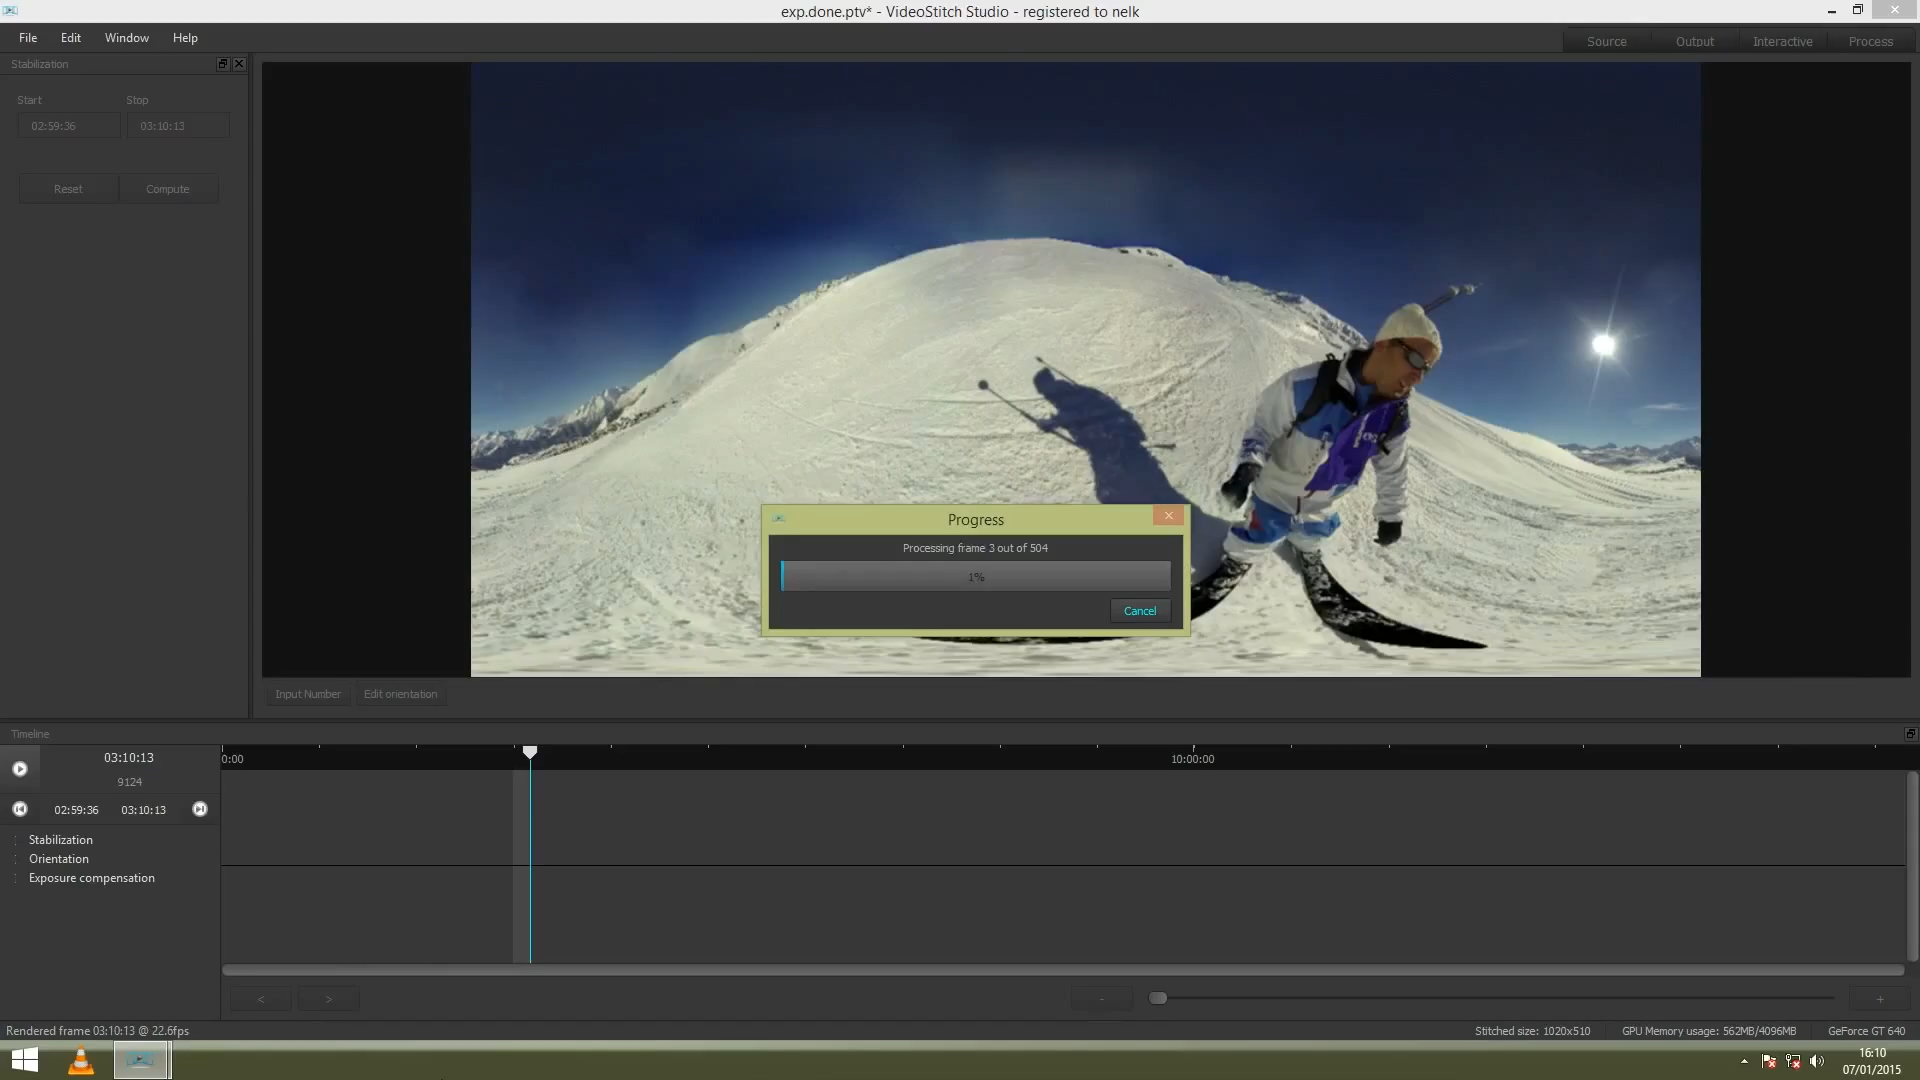 exp.done.ptv* - VideoStitch Studio - registered to nelk
File Edit Window Help
Source Output Interactive Process
Stabilization
Start Stop
02:59:36 03:10:13
Reset Compute
Progress
Processing frame 3 out of 504
1%
Cancel
Input Number Edit orientation
Timeline
03:10:13
0:00 10:00:00
9124
02:59:36 03:10:13
Stabilization
Orientation
Exposure compensation
< > - +
Rendered frame 03:10:13 @ 22.6fps
Stitched size: 1020x510 GPU Memory usage: 562MB/4096MB GeForce GT 640
16:10
07/01/2015